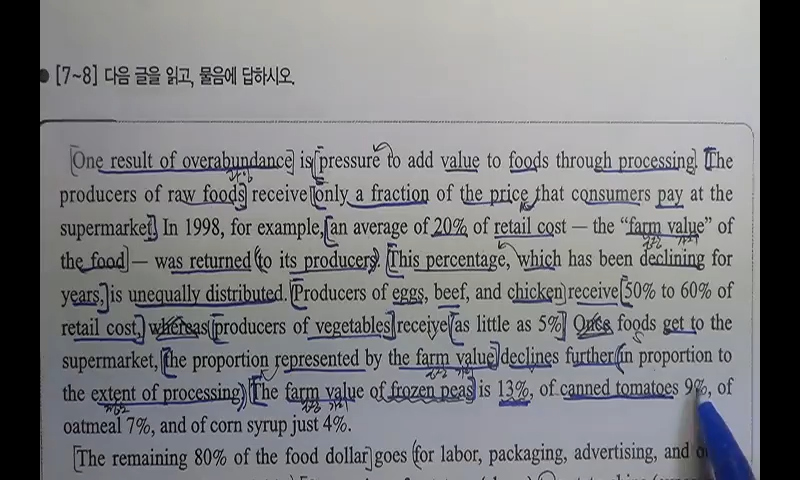 [7~8] 다음 글을 읽고, 물음에 답하시오.
One result of overabundance is pressure to add value to foods through processing. The
producers of raw foods receive only a fraction of the price that consumers pay at the
supermarket. In 1998, for example, an average of 20% of retail cost — the “farm value” of
the food — was returned to its producers. This percentage, which has been declining for
years, is unequally distributed. Producers of eggs, beef, and chicken receive 50% to 60% of
retail cost, whereas producers of vegetables receive as little as 5%. Once foods get to the
supermarket, the proportion represented by the farm value declines further in proportion to
the extent of processing. The farm value of frozen peas is 13%, of canned tomatoes 9%, of
oatmeal 7%, and of corn syrup just 4%.
The remaining 80% of the food dollar goes for labor, packaging, advertising, and